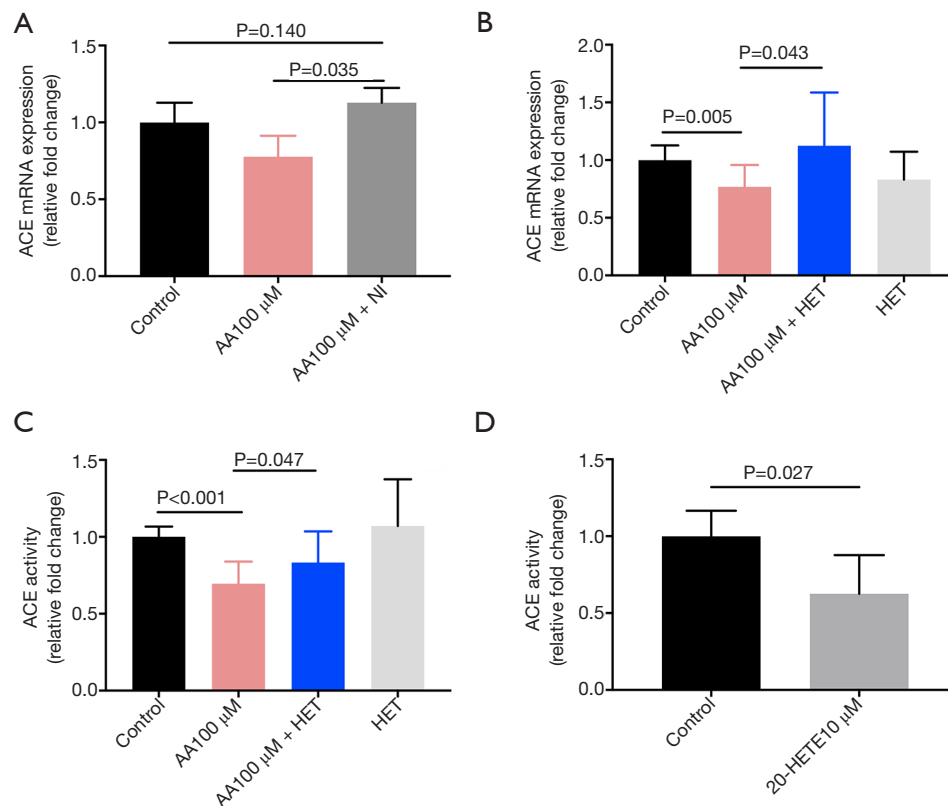 A
P=0.140
P=0.035
ACE mRNA expression
(relative fold change)
1.5
1.0
0.5
0.0
Control
AA100 μM
AA100 μM + NI
B
P=0.043
P=0.005
ACE mRNA expression
(relative fold change)
2.0
1.5
1.0
0.5
0.0
Control
AA100 μM
AA100 μM + HET
HET
C
P=0.047
P<0.001
ACE activity
(relative fold change)
1.5
1.0
0.5
0.0
Control
AA100 μM
AA100 μM + HET
HET
D
P=0.027
ACE activity
(relative fold change)
1.5
1.0
0.5
0.0
Control
20-HETE10 μM